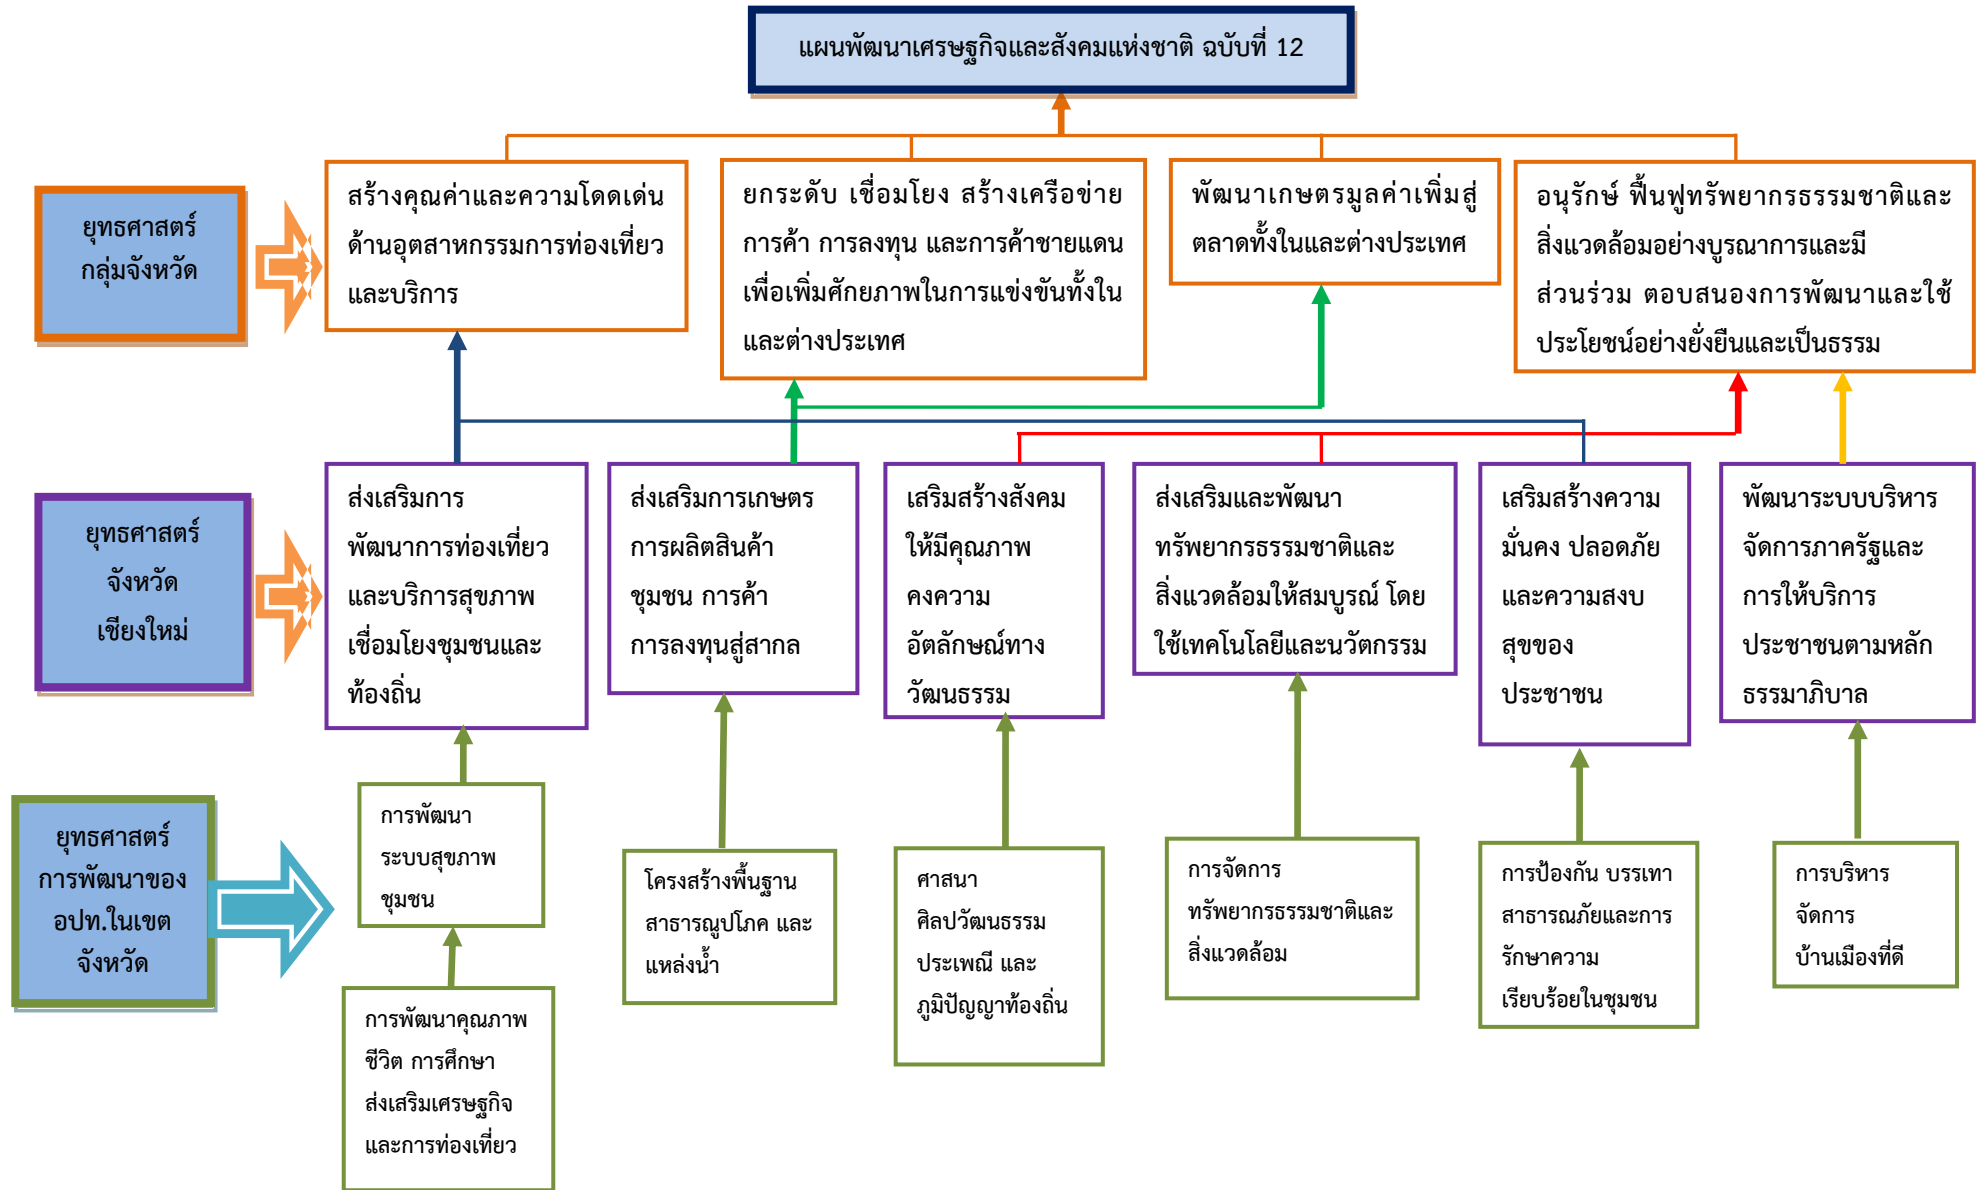 แผนพัฒนาเศรษฐกิจและสังคมแห่งชาติ ฉบับที่ 12
ยุทธศาสตร์
กลุ่มจังหวัด
สร้างคุณค่าและความโดดเด่น
ด้านอุตสาหกรรมการท่องเที่ยว
และบริการ
ยกระดับ เชื่อมโยง สร้างเครือข่าย
การค้า การลงทุน และการค้าชายแดน
เพื่อเพิ่มศักยภาพในการแข่งขันทั้งใน
และต่างประเทศ
พัฒนาเกษตรมูลค่าเพิ่มสู่
ตลาดทั้งในและต่างประเทศ
อนุรักษ์ ฟื้นฟูทรัพยากรธรรมชาติและ
สิ่งแวดล้อมอย่างบูรณาการและมี
ส่วนร่วม ตอบสนองการพัฒนาและใช้
ประโยชน์อย่างยั่งยืนและเป็นธรรม
ยุทธศาสตร์
จังหวัด
เชียงใหม่
ส่งเสริมการ
พัฒนาการท่องเที่ยว
และบริการสุขภาพ
เชื่อมโยงชุมชนและ
ท้องถิ่น
ส่งเสริมการเกษตร
การผลิตสินค้า
ชุมชน การค้า
การลงทุนสู่สากล
เสริมสร้างสังคม
ให้มีคุณภาพ
คงความ
อัตลักษณ์ทาง
วัฒนธรรม
ส่งเสริมและพัฒนา
ทรัพยากรธรรมชาติและ
สิ่งแวดล้อมให้สมบูรณ์ โดย
ใช้เทคโนโลยีและนวัตกรรม
เสริมสร้างความ
มั่นคง ปลอดภัย
และความสงบ
สุขของ
ประชาชน
พัฒนาระบบบริหาร
จัดการภาครัฐและ
การให้บริการ
ประชาชนตามหลัก
ธรรมาภิบาล
ยุทธศาสตร์
การพัฒนาของ
อปท.ในเขต
จังหวัด
การพัฒนา
ระบบสุขภาพ
ชุมชน
การพัฒนาคุณภาพ
ชีวิต การศึกษา
ส่งเสริมเศรษฐกิจ
และการท่องเที่ยว
โครงสร้างพื้นฐาน
สาธารณูปโภค และ
แหล่งน้ำ
ศาสนา
ศิลปวัฒนธรรม
ประเพณี และ
ภูมิปัญญาท้องถิ่น
การจัดการ
ทรัพยากรธรรมชาติและ
สิ่งแวดล้อม
การป้องกัน บรรเทา
สาธารณภัยและการ
รักษาความ
เรียบร้อยในชุมชน
การบริหาร
จัดการ
บ้านเมืองที่ดี